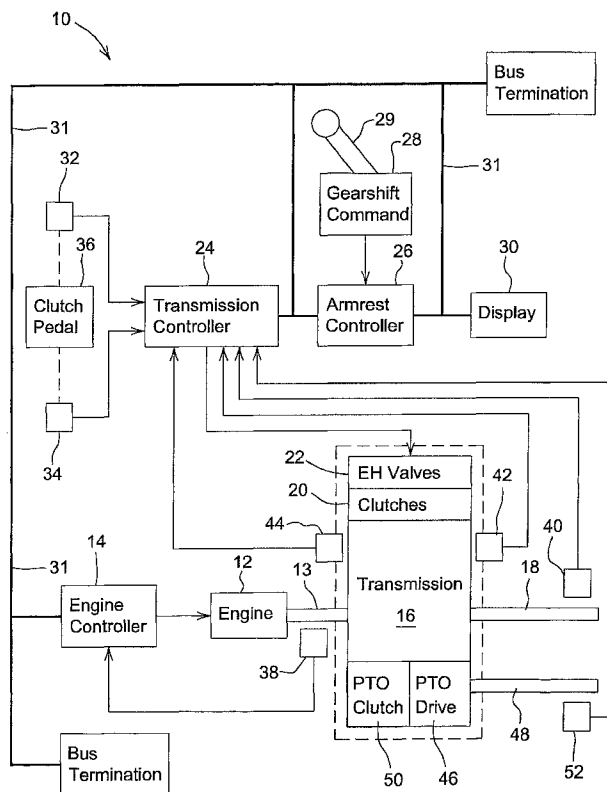 10
Bus
Termination
31
29
28
31
32
Gearshift
Command
36
24
26
30
Clutch
Pedal
Transmission
Controller
Armrest
Controller
Display
34
22
EH Valves
42
20
Clutches
44
40
31
14
12
13
Transmission
16
18
Engine
Controller
Engine
38
PTO
Clutch
PTO
Drive
48
50
46
52
Bus
Termination